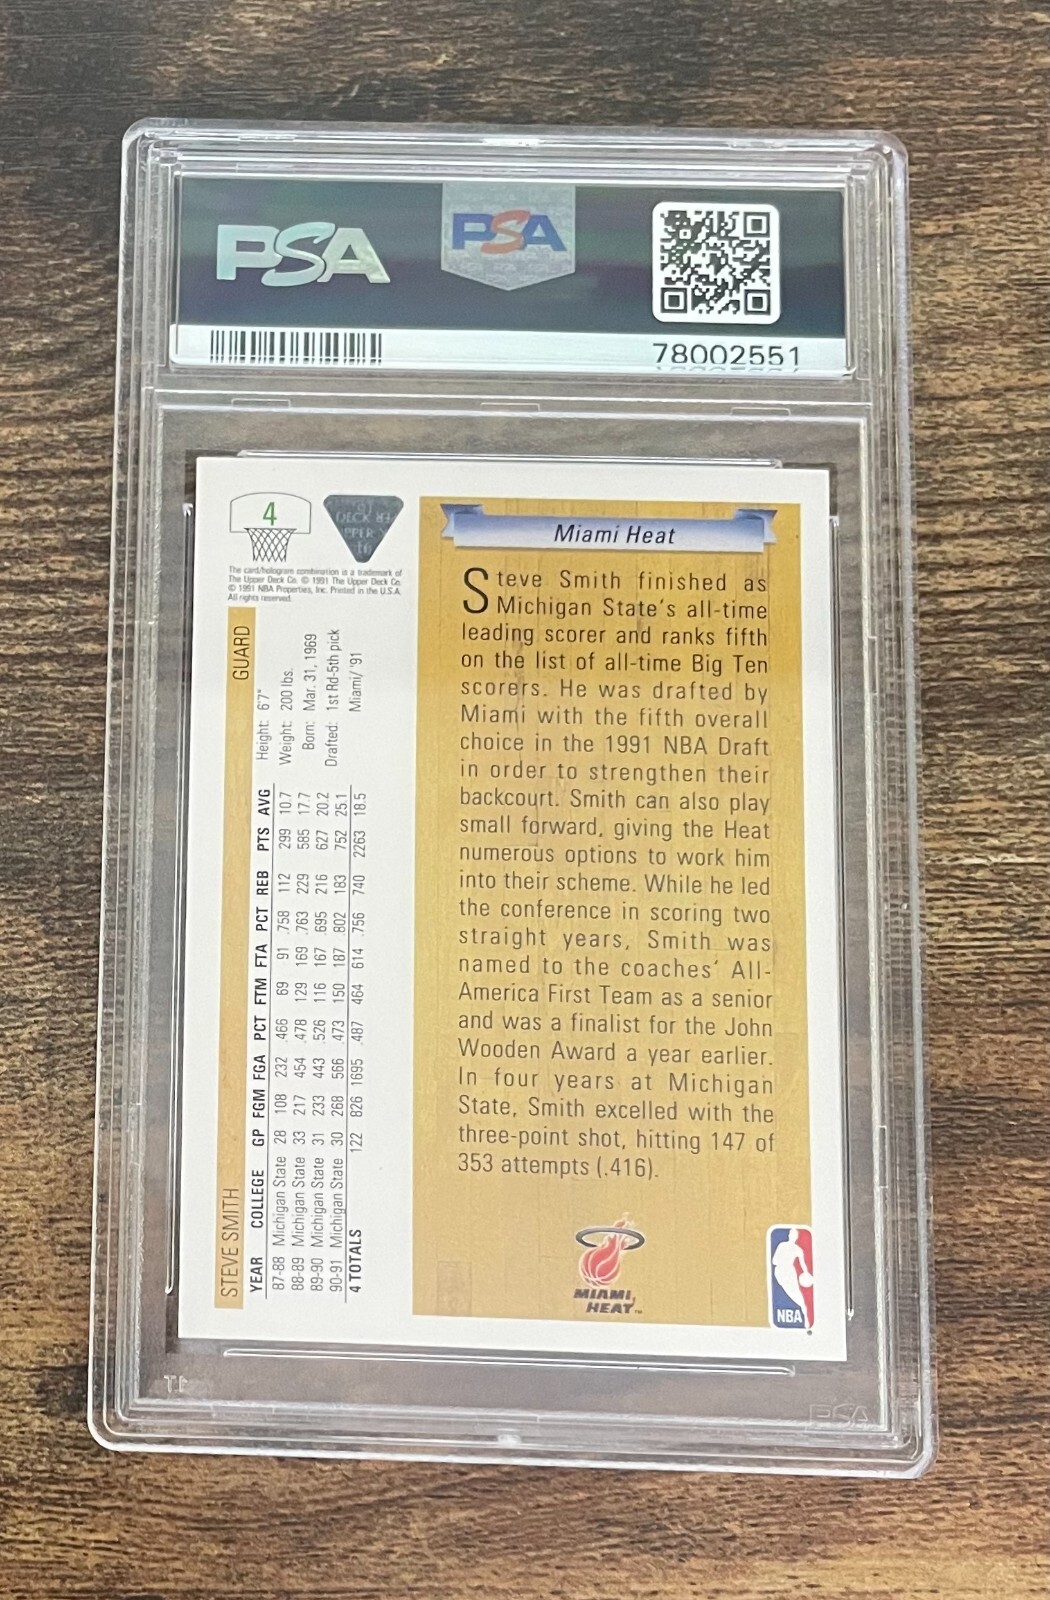 PSA
PSA
78002551
4
The card/hologram combination is a trademark of
The Upper Deck Co. © 1991 The Upper Deck Co.
© 1991 NBA Properties, Inc. Printed in the U.S.A.
All rights reserved.
STEVE SMITH GUARD
Height: 6'7"
Weight: 200 lbs.
Born: Mar. 31, 1969
Drafted: 1st Rd-5th pick
Miami/ '91
YEAR COLLEGE GP FGM FGA PCT FTM FTA PCT REB PTS AVG
87-88 Michigan State 28 108 232 .466 69 91 .758 112 299 10.7
88-89 Michigan State 33 217 454 .478 129 169 .763 229 585 17.7
89-90 Michigan State 31 233 443 .526 116 167 .695 216 627 20.2
90-91 Michigan State 30 268 566 .473 150 187 .802 183 752 25.1
4 TOTALS 122 826 1695 .487 464 614 .756 740 2263 18.5
Miami Heat
Steve Smith finished as
Michigan State's all-time
leading scorer and ranks fifth
on the list of all-time Big Ten
scorers. He was drafted by
Miami with the fifth overall
choice in the 1991 NBA Draft
in order to strengthen their
backcourt. Smith can also play
small forward, giving the Heat
numerous options to work him
into their scheme. While he led
the conference in scoring two
straight years, Smith was
named to the coaches' All-
America First Team as a senior
and was a finalist for the John
Wooden Award a year earlier.
In four years at Michigan
State, Smith excelled with the
three-point shot, hitting 147 of
353 attempts (.416).
MIAMI
HEAT™
NBA
PSA